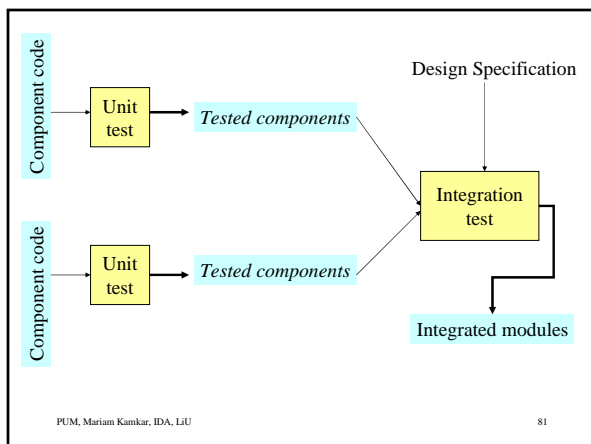 Component code
Unit
test
Tested components
Design Specification
Integration
test
Component code
Unit
test
Tested components
Integrated modules
PUM, Mariam Kamkar, IDA, LiU
81